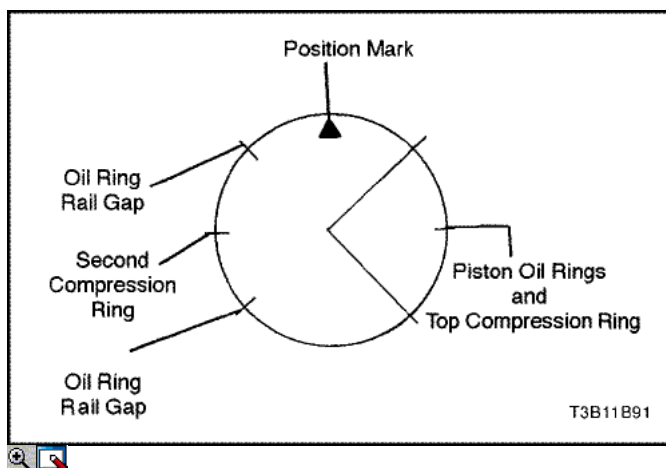 Position Mark
Oil Ring
Rail Gap
Second
Compression
Ring
Piston Oil Rings
and
Top Compression Ring
Oil Ring
Rail Gap
T3B11B91